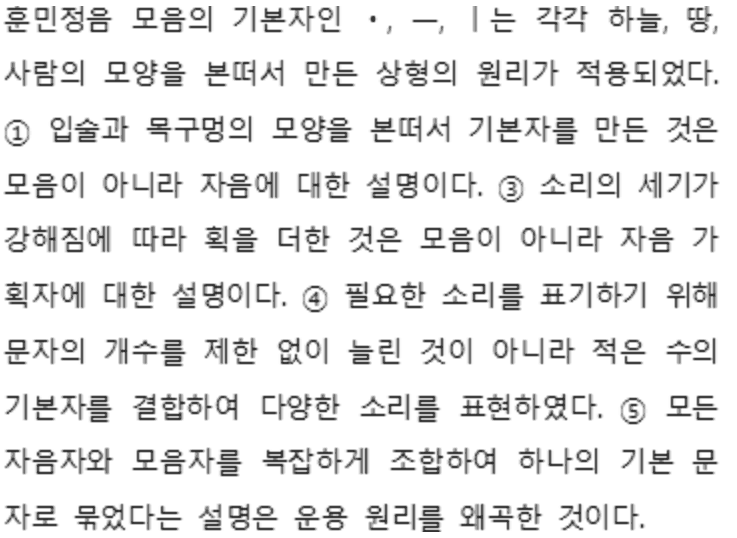 훈민정음 모음의 기본자인 ·, ㅡ, ㅣ는 각각 하늘, 땅,
사람의 모양을 본떠서 만든 상형의 원리가 적용되었다.
① 입술과 목구멍의 모양을 본떠서 기본자를 만든 것은
모음이 아니라 자음에 대한 설명이다. ③ 소리의 세기가
강해짐에 따라 획을 더한 것은 모음이 아니라 자음 가
획자에 대한 설명이다. ④ 필요한 소리를 표기하기 위해
문자의 개수를 제한 없이 늘린 것이 아니라 적은 수의
기본자를 결합하여 다양한 소리를 표현하였다. ⑤ 모든
자음자와 모음자를 복잡하게 조합하여 하나의 기본 문
자로 묶었다는 설명은 운용 원리를 왜곡한 것이다.